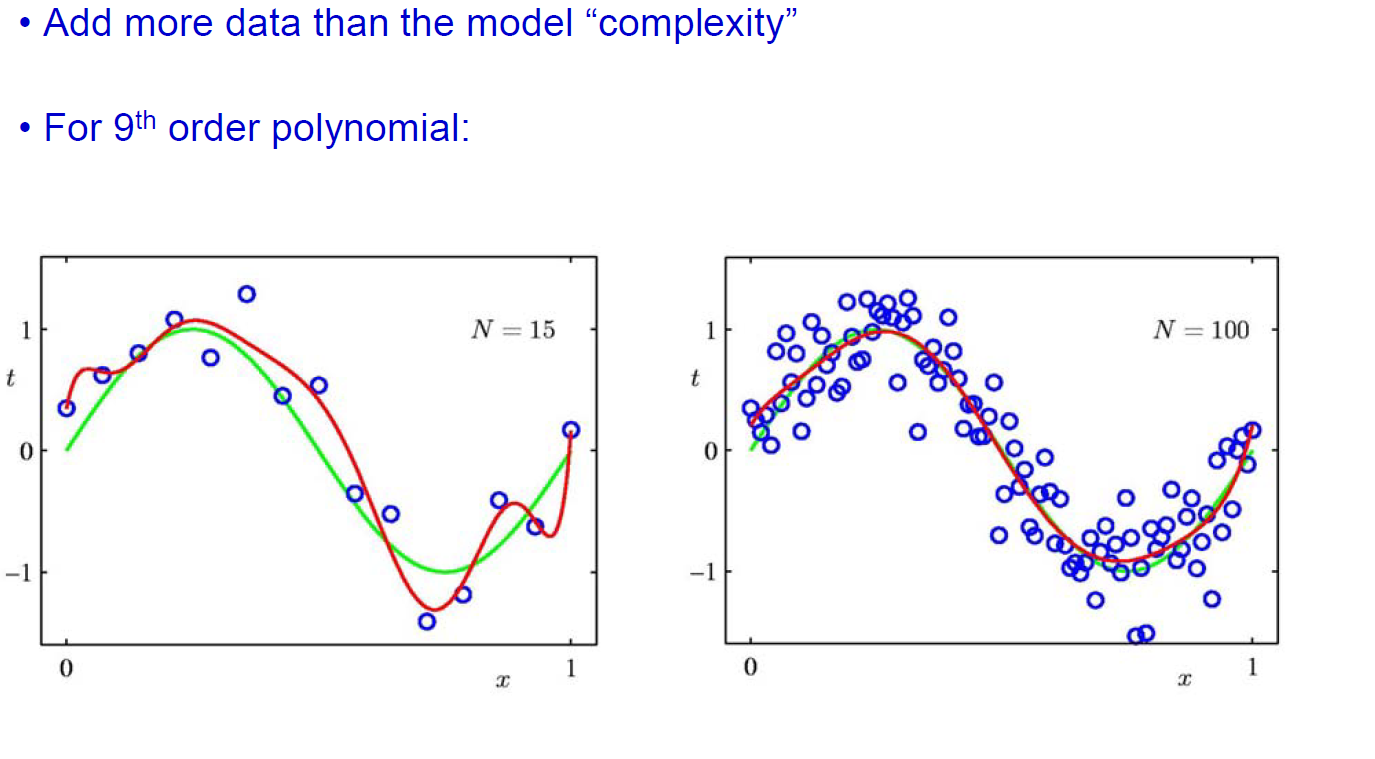 • Add more data than the model “complexity”
• For 9th order polynomial:
N = 15
1
t
0
−1
0
x
1
N = 100
1
t
0
−1
0
x
1